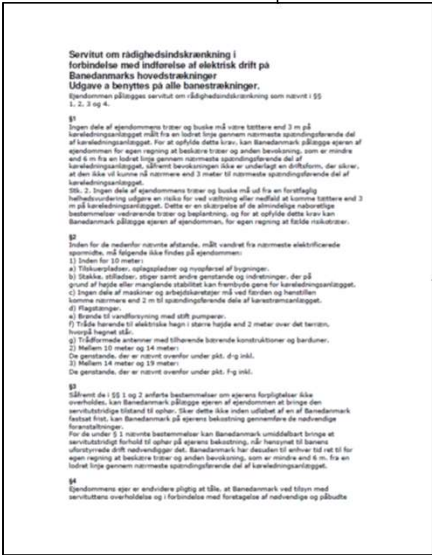 Servitut om rådighedsindskrænkning i
forbindelse med indførelse af elektrisk drift på
Banedanmarks hovedstrækninger
Udgave a benyttes på alle banestrækninger.
Ejendommen pålægges servitut om rådighedsindskrænkning som nævnt i §§
1, 2, 3 og 4.
§1
Ingen dele af ejendommens træer og buske må være tættere end 3 m på
køreledningsanlægget målt fra en lodret linje gennem nærmeste spændingsførende del
af køreledningsanlægget. For at opfylde dette krav, kan Banedanmark pålægge ejeren af
ejendommen for egen regning at beskære træer og anden bevoksning, som er mindre
end 6 m fra en lodret linje gennem nærmeste spændingsførende del af
køreledningsanlægget, såfremt bevoksningen ikke er underlagt en driftsform, der sikrer,
at den ikke vil kunne nå nærmere end 3 meter til nærmeste spændingsførende del af
køreledningsanlægget.
Stk. 2. Ingen dele af ejendommens træer og buske må ud fra en forstfaglig
helhedsvurdering udgøre en risiko for ved væltning eller nedfald at komme tættere end 3
m på køreledningsanlægget. Dette er en skærpelse af de almindelige naboretlige
bestemmelser vedrørende træer og beplantning, og for at opfylde dette krav kan
Banedanmark pålægge ejeren af ejendommen, for egen regning at fælde risikotræer.
§2
Inden for de nedenfor nævnte afstande, målt vandret fra nærmeste elektrificerede
spormidte, må følgende ikke findes på ejendommen:
1) Inden for 10 meter:
a) Tilskuerpladser, oplagspladser og nyopførsel af bygninger.
b) Stakke, stilladser, stiger samt andre genstande og indretninger, der på
grund af højde eller manglende stabilitet kan frembyde gene for køreledningsanlægget.
c) Ingen dele af maskiner og arbejdskøretøjer må ved færden og henstillen
komme nærmere end 2 m til spændingsførende dele af kørestrømsanlægget.
d) Flagstænger.
e) Brønde til vandforsyning med stift pumperør.
f) Tråde hørende til elektriske hegn i større højde end 2 meter over det terræn,
hvorpå hegnet står.
g) Trådformede antenner med tilhørende bærende konstruktioner og barduner.
2) Mellem 10 meter og 14 meter:
De genstande, der er nævnt ovenfor under pkt. d-g inkl.
3) Mellem 14 meter og 19 meter:
De genstande, der er nævnt ovenfor under pkt. f-g inkl.
§3
Såfremt de i §§ 1 og 2 anførte bestemmelser om ejerens forpligtelser ikke
overholdes, kan Banedanmark pålægge ejeren af ejendommen at bringe den
servitutstridige tilstand til ophør. Sker dette ikke inden udløbet af en af Banedanmark
fastsat frist, kan Banedanmark på ejerens bekostning gennemføre de nødvendige
foranstaltninger.
For de under § 1 nævnte bestemmelser kan Banedanmark umiddelbart bringe et
servitutstridigt forhold til ophør på ejerens bekostning, når hensynet til banens
uforstyrrede drift nødvendiggør det. Banedanmark har desuden til enhver tid ret til for
egen regning at beskære træer og anden bevoksning, som er mindre end 6 m. fra en
lodret linje gennem nærmeste spændingsførende del af køreledningsanlægget.
§4
Ejendommens ejer er endvidere pligtig at tåle, at Banedanmark ved tilsyn med
servituttens overholdelse og i forbindelse med foretagelse af nødvendige og påbudte